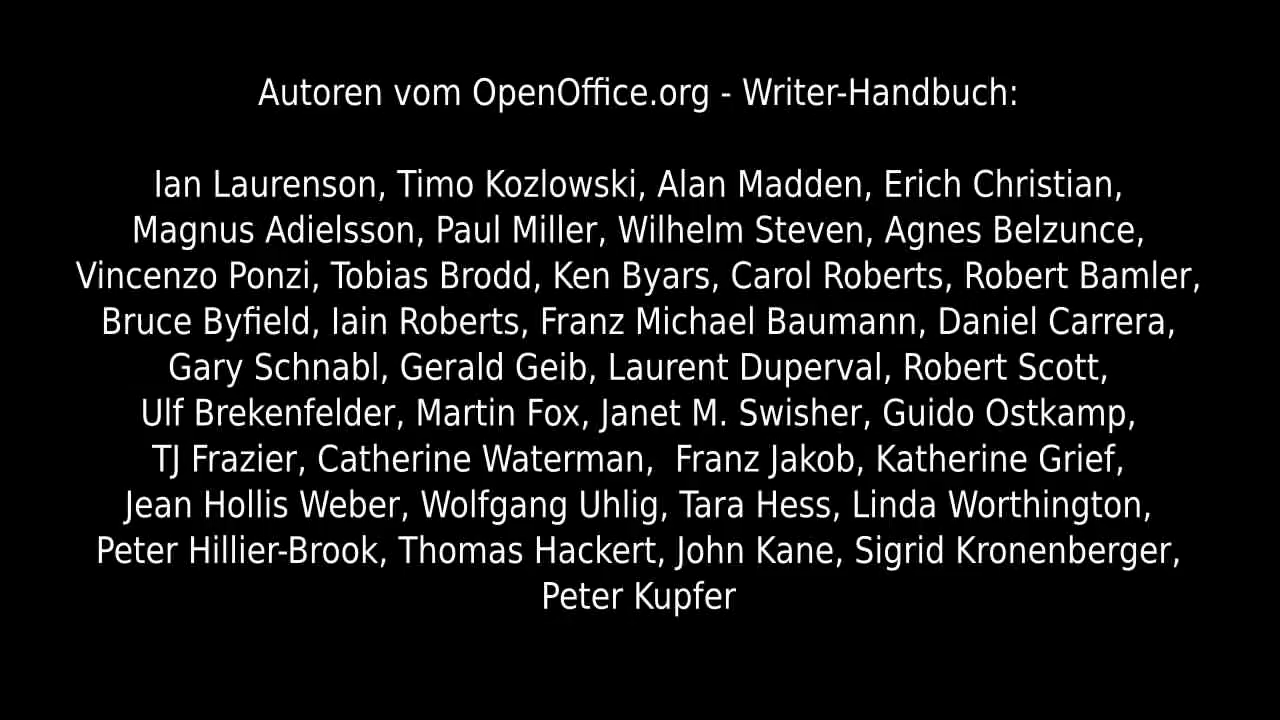 Autoren vom OpenOffice.org - Writer-Handbuch:
Ian Laurenson, Timo Kozlowski, Alan Madden, Erich Christian,
Magnus Adielsson, Paul Miller, Wilhelm Steven, Agnes Belzunce,
Vincenzo Ponzi, Tobias Brodd, Ken Byars, Carol Roberts, Robert Bamler,
Bruce Byfield, Iain Roberts, Franz Michael Baumann, Daniel Carrera,
Gary Schnabl, Gerald Geib, Laurent Duperval, Robert Scott,
Ulf Brekenfelder, Martin Fox, Janet M. Swisher, Guido Ostkamp,
TJ Frazier, Catherine Waterman,  Franz Jakob, Katherine Grief,
Jean Hollis Weber, Wolfgang Uhlig, Tara Hess, Linda Worthington,
Peter Hillier-Brook, Thomas Hackert, John Kane, Sigrid Kronenberger,
Peter Kupfer